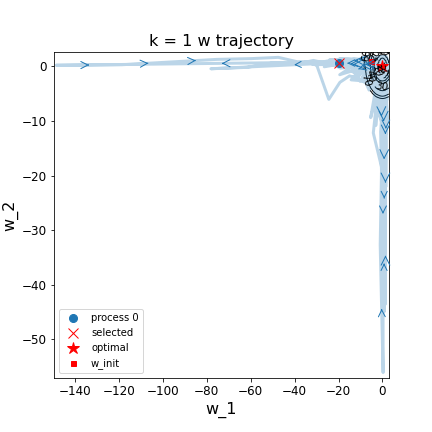 k = 1 w trajectory
w_2
0
−10
−20
−30
−40
−50
process 0
selected
optimal
w_init
−140 −120 −100 −80 −60 −40 −20 0
w_1